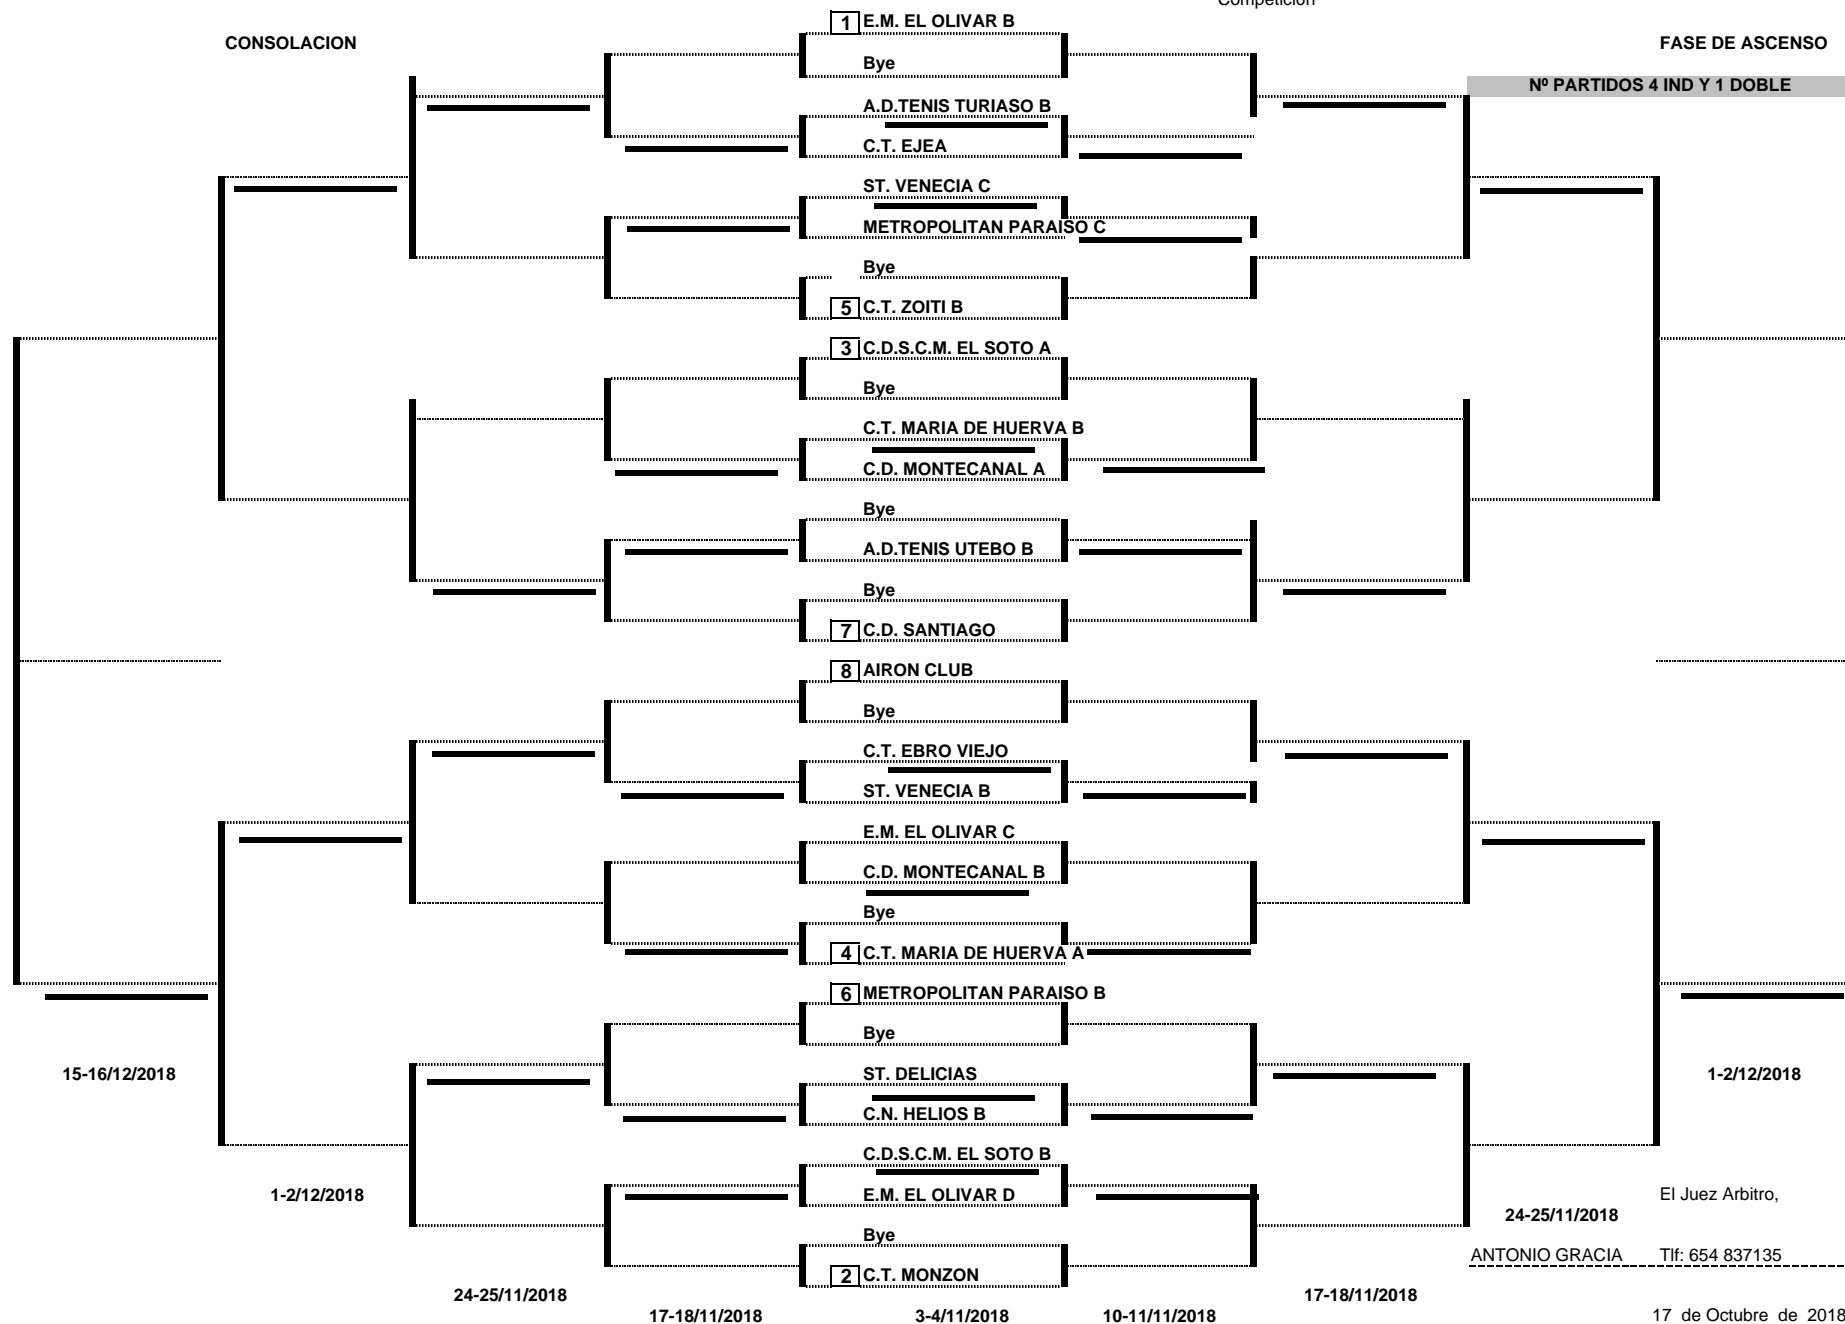 Competición
1 E.M. EL OLIVAR B
CONSOLACION
FASE DE ASCENSO
Bye
Nº PARTIDOS 4 IND Y 1 DOBLE
A.D.TENIS TURIASO B
C.T. EJEA
ST. VENECIA C
METROPOLITAN PARAISO C
Bye
5 C.T. ZOITI B
3 C.D.S.C.M. EL SOTO A
Bye
C.T. MARIA DE HUERVA B
C.D. MONTECANAL A
Bye
A.D.TENIS UTEBO B
Bye
7 C.D. SANTIAGO
8 AIRON CLUB
Bye
C.T. EBRO VIEJO
ST. VENECIA B
E.M. EL OLIVAR C
C.D. MONTECANAL B
Bye
4 C.T. MARIA DE HUERVA A
6 METROPOLITAN PARAISO B
Bye
15-16/12/2018
ST. DELICIAS
1-2/12/2018
C.N. HELIOS B
C.D.S.C.M. EL SOTO B
1-2/12/2018
E.M. EL OLIVAR D
El Juez Arbitro,
24-25/11/2018
Bye
ANTONIO GRACIA Tlf: 654 837135
2 C.T. MONZON
24-25/11/2018
17-18/11/2018
17-18/11/2018
3-4/11/2018
10-11/11/2018
17 de Octubre de 2018